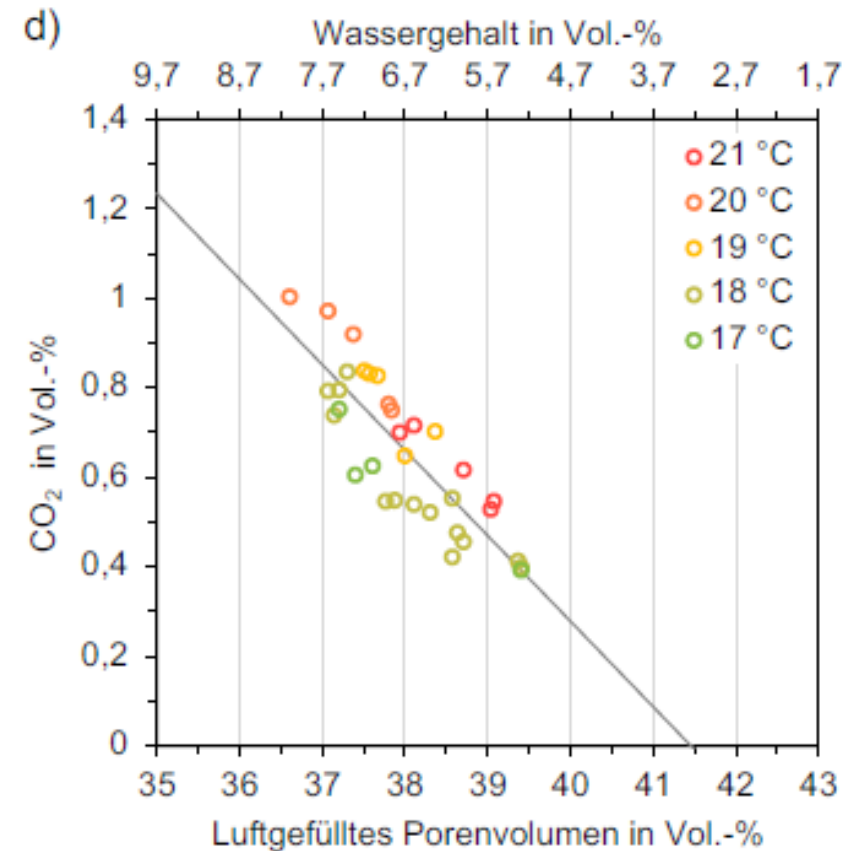 d)
Wassergehalt in Vol.-%
9,7 8,7 7,7 6,7 5,7 4,7 3,7 2,7 1,7
1,4
1,2
1
0,8
0,6
0,4
0,2
0
CO₂ in Vol.-%
21 °C
20 °C
19 °C
18 °C
17 °C
35 36 37 38 39 40 41 42 43
Luftgefülltes Porenvolumen in Vol.-%